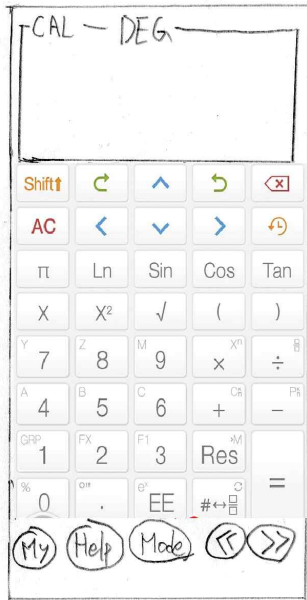 CAL - DEG
Shift⬆
AC
π Ln Sin Cos Tan
X X² √ ( )
Y 7 Z 8 M 9 × Xⁿ ÷
A 4 B 5 C 6 + −
GRP 1 FX 2 F1 3 Res ›M =
% 0 o''' . eˣ EE #↔
My Help Mode << >>